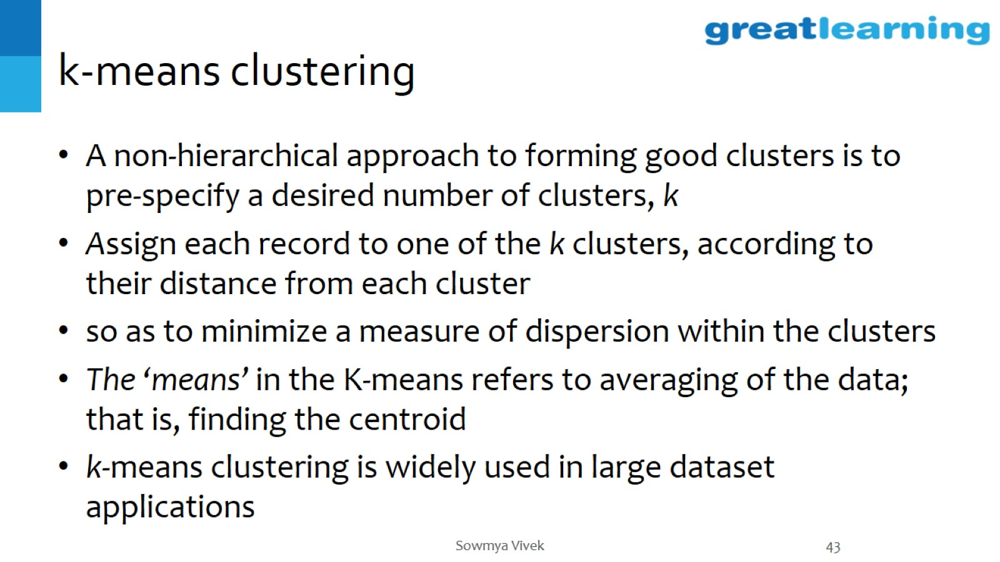 greatlearning
k-means clustering
• A non-hierarchical approach to forming good clusters is to
pre-specify a desired number of clusters, k
• Assign each record to one of the k clusters, according to
their distance from each cluster
• so as to minimize a measure of dispersion within the clusters
• The ‘means’ in the K-means refers to averaging of the data;
that is, finding the centroid
• k-means clustering is widely used in large dataset
applications
Sowmya Vivek
43